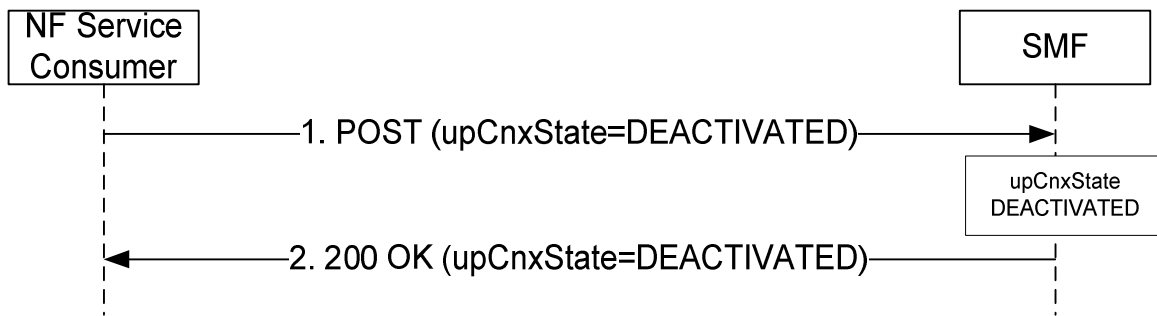 NF Service
Consumer
SMF
1. POST (upCnxState=DEACTIVATED)
upCnxState
DEACTIVATED
2. 200 OK (upCnxState=DEACTIVATED)